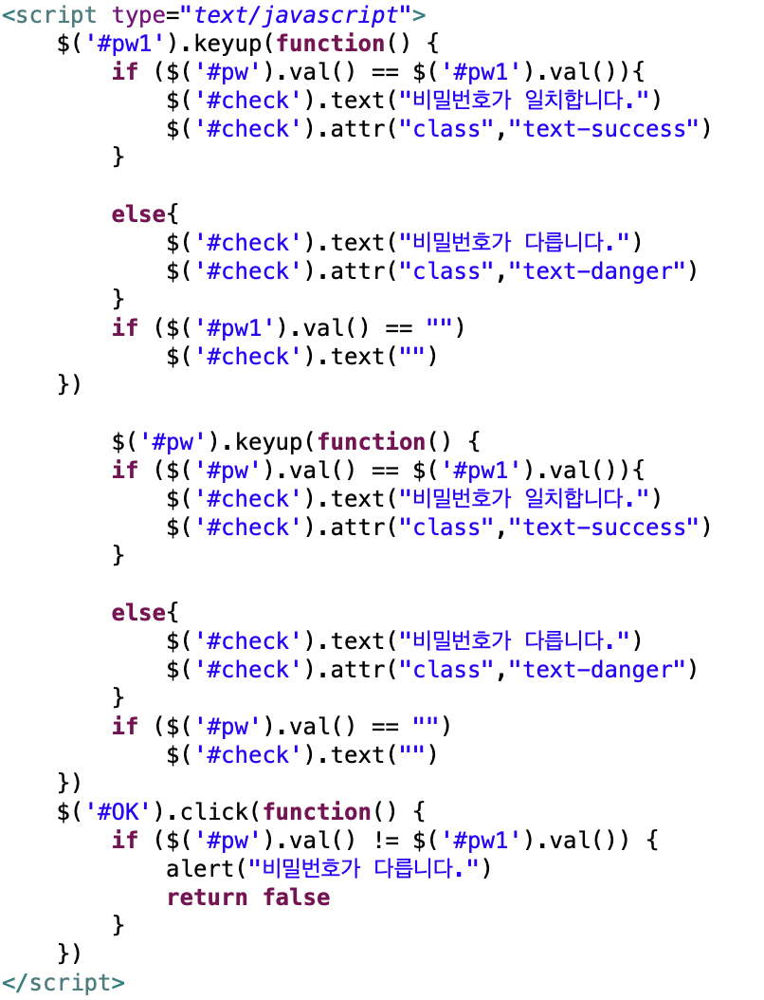 <script type="text/javascript">
    $('#pw1').keyup(function() {
        if ($('#pw').val() == $('#pw1').val()){
            $('#check').text("비밀번호가 일치합니다.")
            $('#check').attr("class","text-success")
        }

        else{
            $('#check').text("비밀번호가 다릅니다.")
            $('#check').attr("class","text-danger")
        }
        if ($('#pw1').val() == "")
            $('#check').text("")
    })

        $('#pw').keyup(function() {
        if ($('#pw').val() == $('#pw1').val()){
            $('#check').text("비밀번호가 일치합니다.")
            $('#check').attr("class","text-success")
        }

        else{
            $('#check').text("비밀번호가 다릅니다.")
            $('#check').attr("class","text-danger")
        }
        if ($('#pw').val() == "")
            $('#check').text("")
    })
    $('#OK').click(function() {
        if ($('#pw').val() != $('#pw1').val()) {
            alert("비밀번호가 다릅니다.")
            return false
        }
    })
</script>